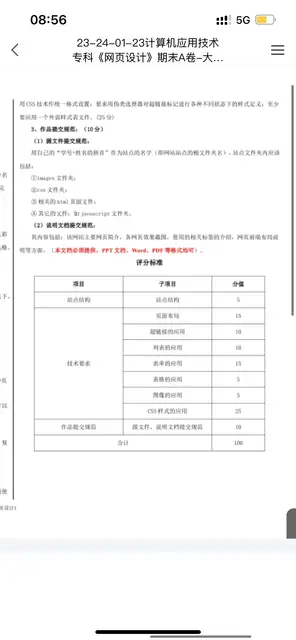 08:56
5G
23-24-01-23计算机应用技术
专科《网页设计》期末A卷-大...
用CSS技术作统一格式设置；要求用伪类选择器对超链接标记进行各种不同状态下的样式定义；至少
要运用一个外部样式表文件。(25分)
3、作品提交规范：（10分）
（1）源文件提交规范：
用自己的“学号+姓名的拼音”作为站点的名字（即网站站点的根文件夹名）。站点文件夹内应该
包括：
①images文件夹；
②css文件夹；
③相关的html页面文件；
④其它的文件，如javascript文件夹。
（2）说明文档提交规范：
其内容包括：该网站主要网页简介，各网页效果截图，使用的相关标签的介绍，网页前端布局说
明等方面。（本文档必须提供，PPT文档、Word、PDF等格式均可）。
评分标准
项目 子项目 分值
站点结构 站点结构 5
技术要求 页面布局 15
超链接的应用 10
列表的应用 10
表单的应用 15
表格的应用 5
图像的应用 5
CSS样式的应用 25
作品提交规范 源文件、说明文档提交规范 10
合计 100